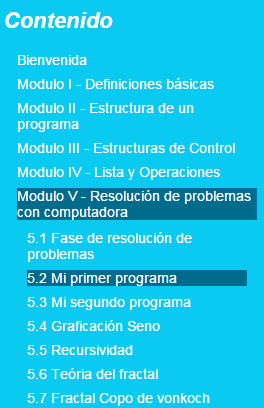 Contenido
Bienvenida
Modulo I - Definiciones básicas
Modulo II - Estructura de un
programa
Modulo III - Estructuras de Control
Modulo IV - Lista y Operaciones
Modulo V - Resolución de problemas
con computadora
5.1 Fase de resolución de
problemas
5.2 Mi primer programa
5.3 Mi segundo programa
5.4 Graficación Seno
5.5 Recursividad
5.6 Teória del fractal
5.7 Fractal Copo de vonkoch